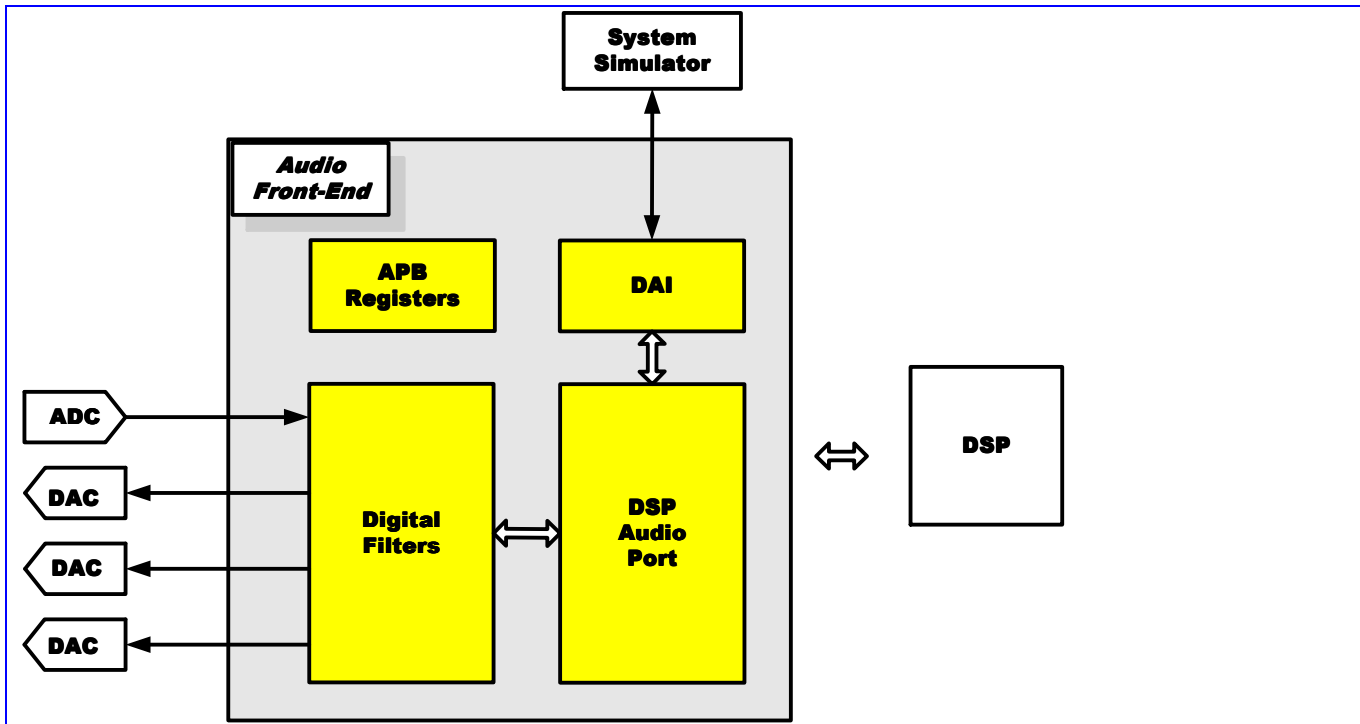 System
Simulator
Audio
Front-End
APB
Registers
DAI
ADC
DAC
DAC
DAC
Digital
Filters
DSP
Audio
Port
DSP